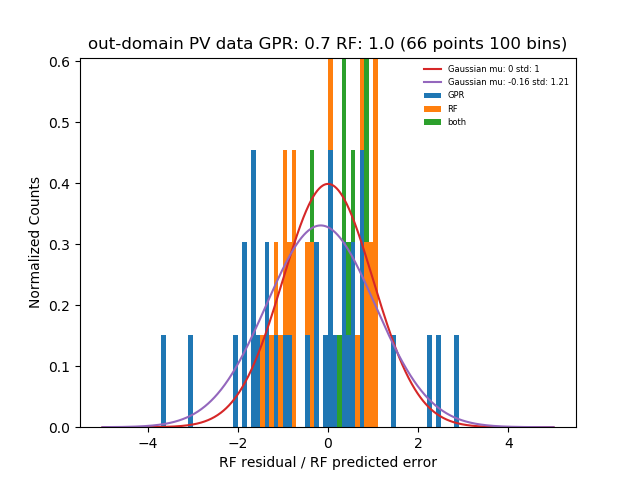 out-domain PV data GPR: 0.7 RF: 1.0 (66 points 100 bins)
Gaussian mu: 0 std: 1
Gaussian mu: -0.16 std: 1.21
GPR
RF
both
Normalized Counts
0.6
0.5
0.4
0.3
0.2
0.1
0.0
−4 −2 0 2 4
RF residual / RF predicted error